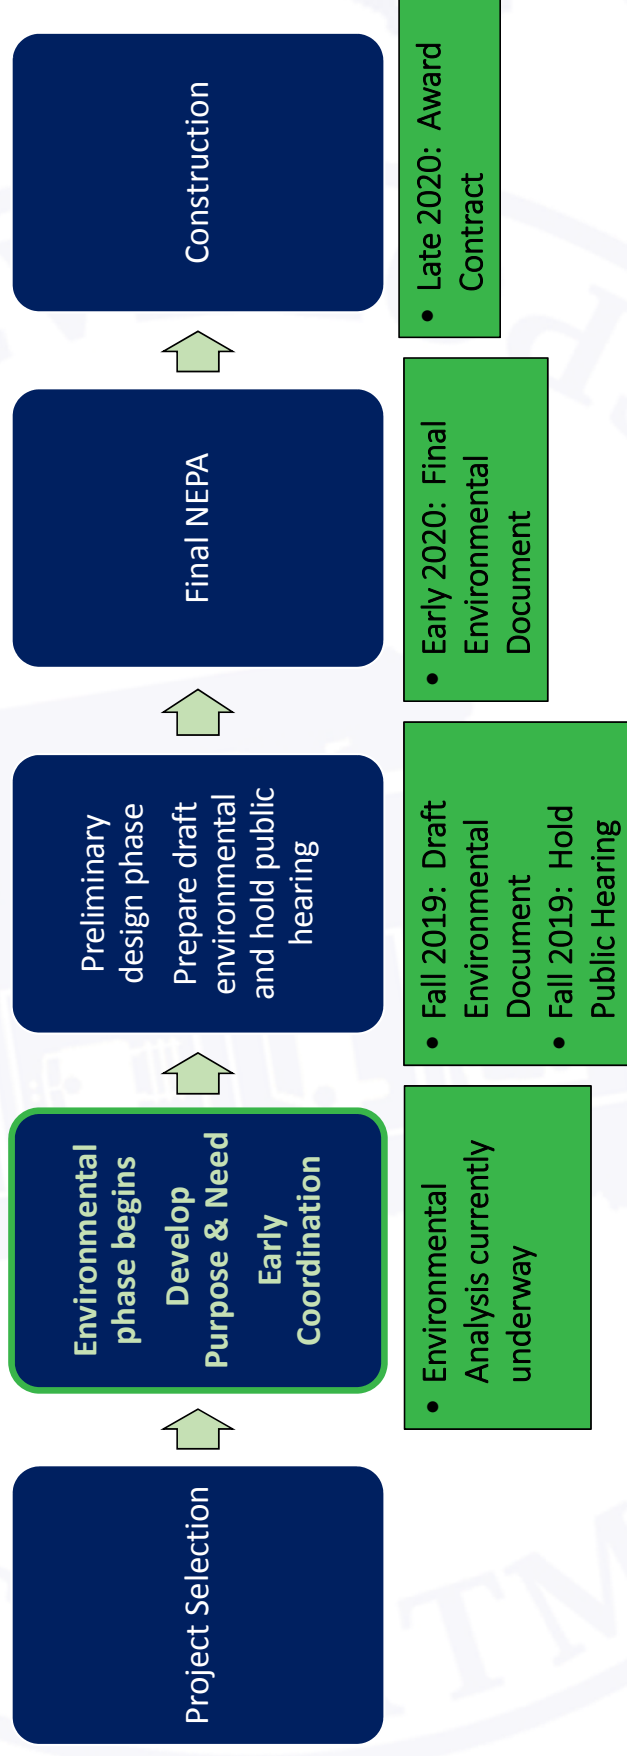 Project Selection
Environmental
phase begins
Develop
Purpose & Need
Early
Coordination
Preliminary
design phase
Prepare draft
environmental
and hold public
hearing
Final NEPA
Construction
• Environmental
Analysis currently
underway
• Fall 2019: Draft
Environmental
Document
• Fall 2019: Hold
Public Hearing
• Early 2020: Final
Environmental
Document
• Late 2020: Award
Contract